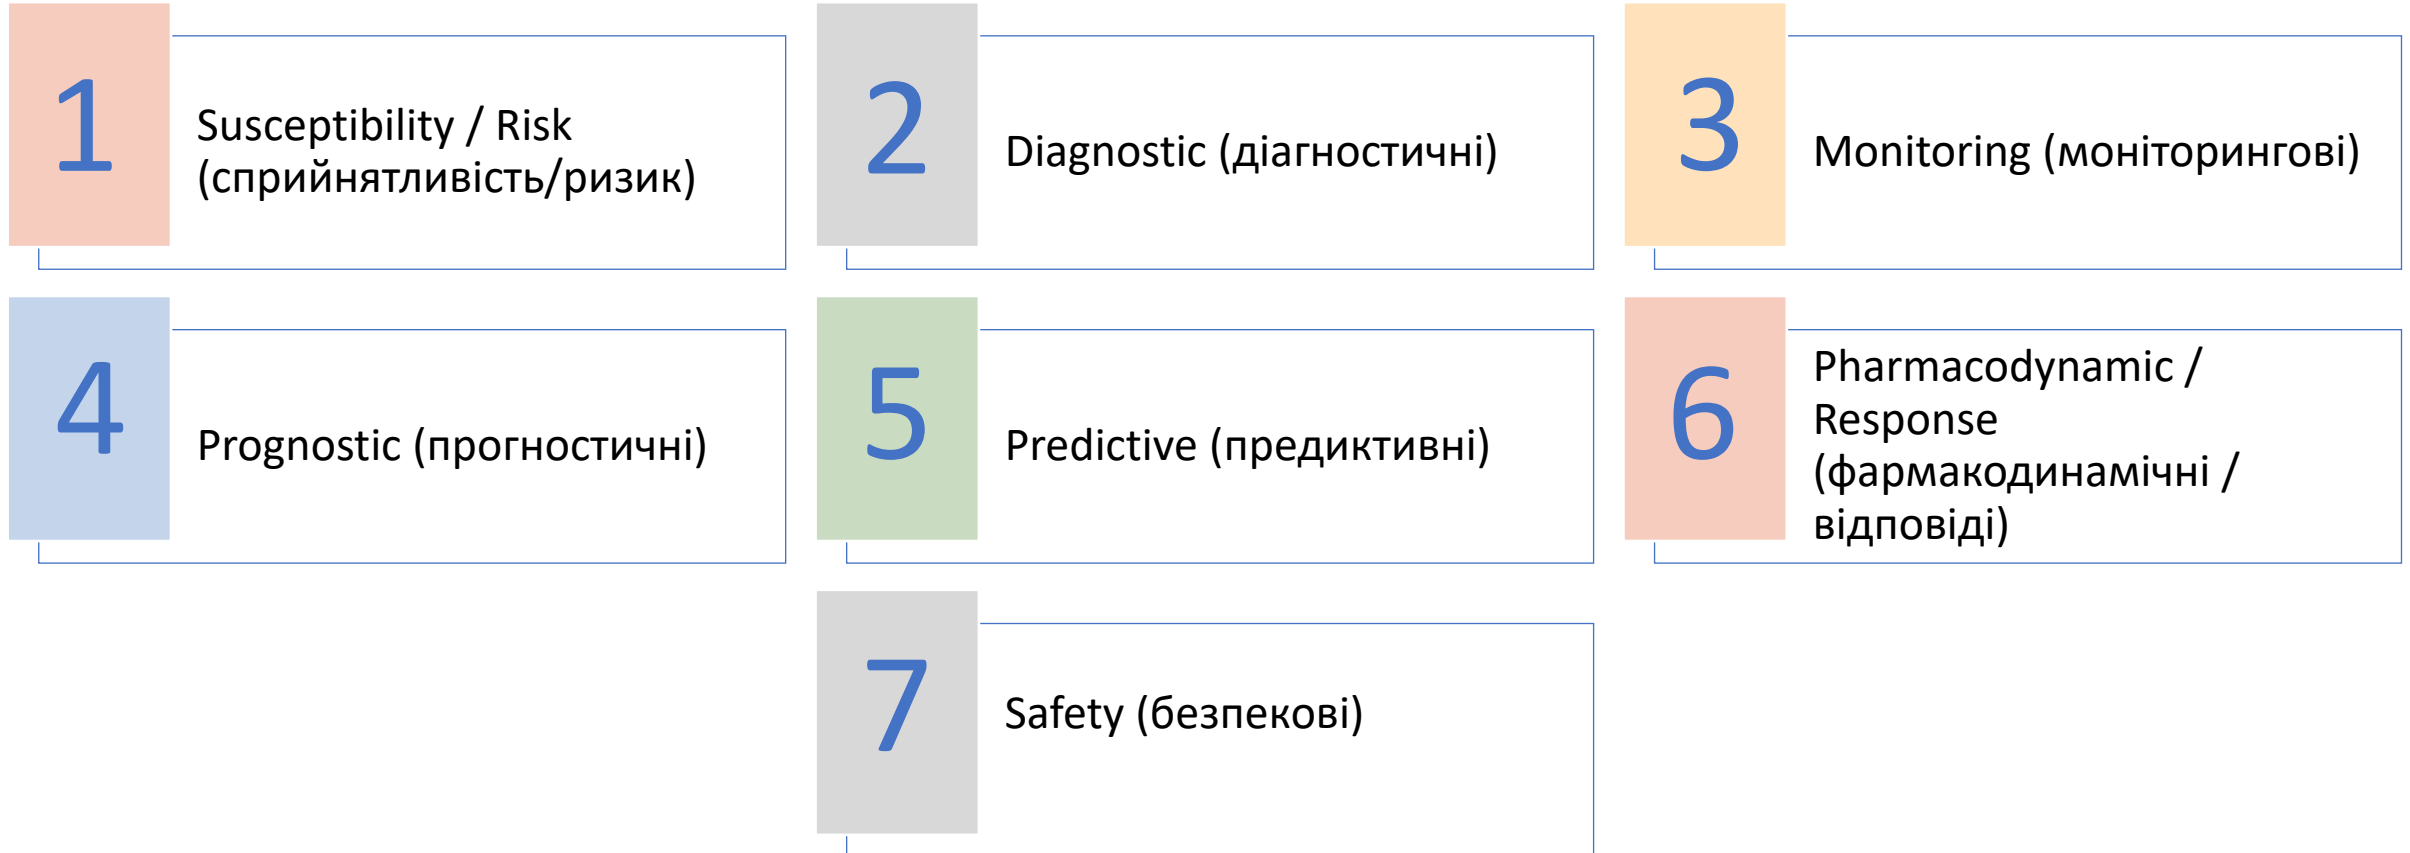 1
Susceptibility / Risk
(сприйнятливість/ризик)
2
Diagnostic (діагностичні)
3
Monitoring (моніторингові)
4
Prognostic (прогностичні)
5
Predictive (предиктивні)
6
Pharmacodynamic /
Response
(фармакодинамічні /
відповіді)
7
Safety (безпекові)